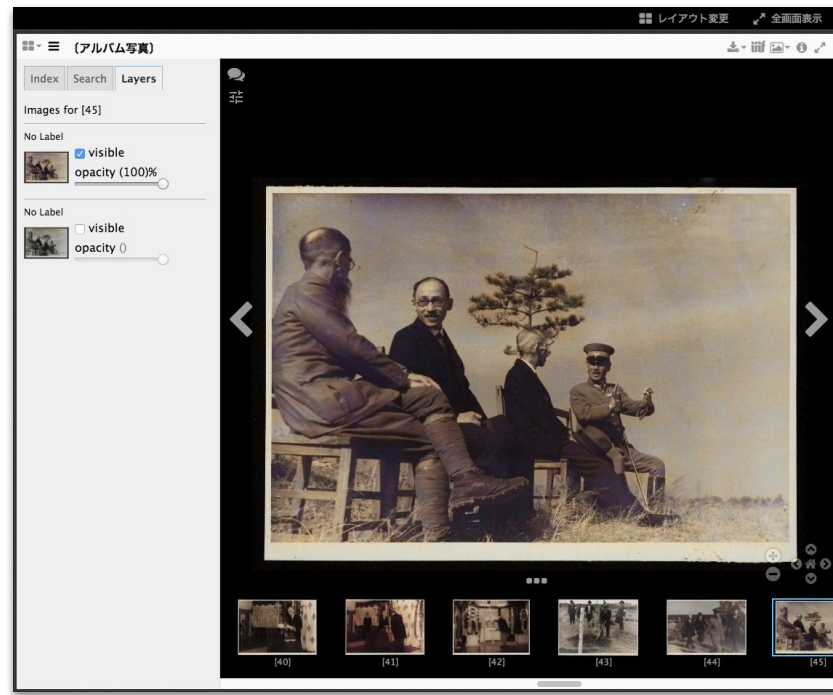 レイアウト変更 全画面表示
〔アルバム写真〕
iiif
Index Search Layers
Images for [45]
No Label
visible
opacity (100)%
No Label
visible
opacity ()
[40] [41] [42] [43] [44] [45]